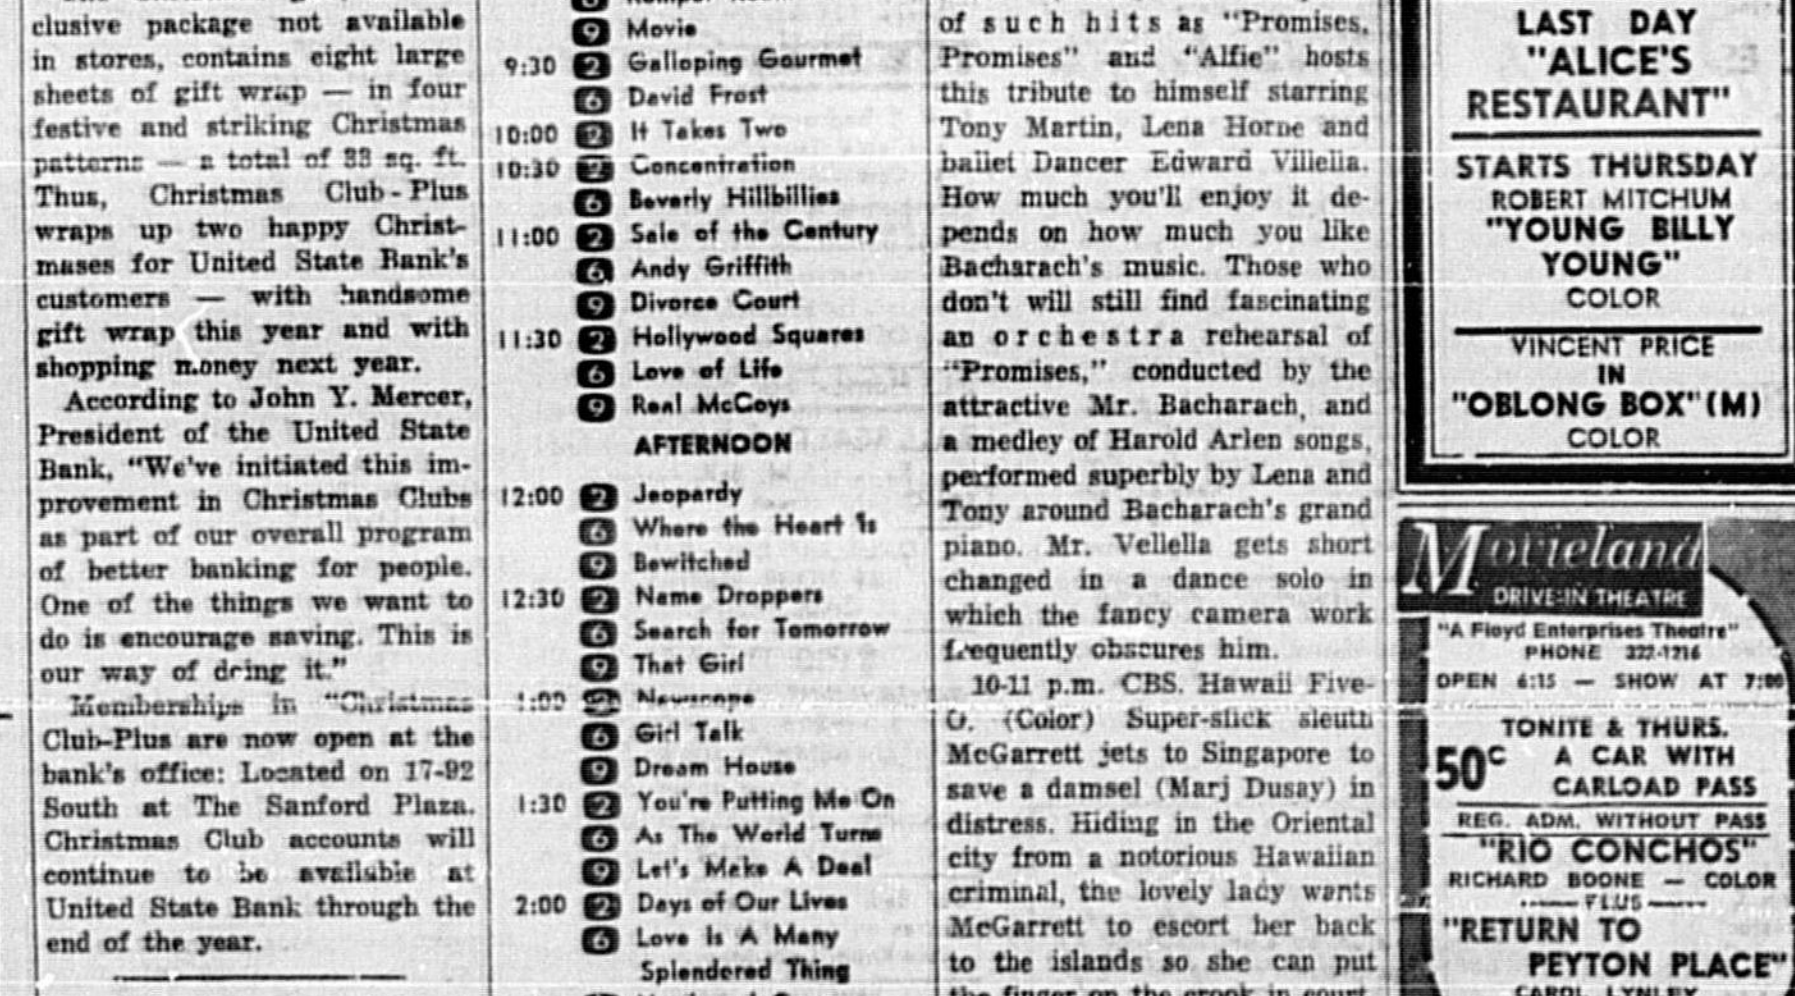 clusive package not available
in stores, contains eight large
sheets of gift wrap — in four
festive and striking Christmas
patterns — a total of 33 sq. ft.
Thus, Christmas Club-Plus
wraps up two happy Christ-
mases for United State Bank's
customers — with handsome
gift wrap this year and with
shopping money next year.
According to John Y. Mercer,
President of the United State
Bank, "We've initiated this im-
provement in Christmas Clubs
as part of our overall program
of better banking for people.
One of the things we want to
do is encourage saving. This is
our way of doing it."
Memberships in "Christmas
Club-Plus are now open at the
bank's office: Located on 17-92
South at The Sanford Plaza.
Christmas Club accounts will
continue to be available at
United State Bank through the
end of the year.
9 Movie
9:30 2 Galloping Gourmet
6 David Frost
10:00 2 It Takes Two
10:30 2 Concentration
6 Beverly Hillbillies
11:00 2 Sale of the Century
6 Andy Griffith
9 Divorce Court
11:30 2 Hollywood Squares
6 Love of Life
9 Real McCoys
AFTERNOON
12:00 2 Jeopardy
6 Where the Heart Is
9 Bewitched
12:30 2 Name Droppers
6 Search for Tomorrow
9 That Girl
1:00 2 Newscope
6 Girl Talk
9 Dream House
1:30 2 You're Putting Me On
6 As The World Turns
9 Let's Make A Deal
2:00 2 Days of Our Lives
6 Love Is A Many
Splendered Thing
of such hits as "Promises,
Promises" and "Alfie" hosts
this tribute to himself starring
Tony Martin, Lena Horne and
ballet Dancer Edward Villella.
How much you'll enjoy it de-
pends on how much you like
Bacharach's music. Those who
don't will still find fascinating
an orchestra rehearsal of
"Promises," conducted by the
attractive Mr. Bacharach, and
a medley of Harold Arlen songs,
performed superbly by Lena and
Tony around Bacharach's grand
piano. Mr. Vellella gets short
changed in a dance solo in
which the fancy camera work
frequently obscures him.
10-11 p.m. CBS. Hawaii Five-
O. (Color) Super-slick sleuth
McGarrett jets to Singapore to
save a damsel (Marj Dusay) in
distress. Hiding in the Oriental
city from a notorious Hawaiian
criminal, the lovely lady wants
McGarrett to escort her back
to the islands so she can put
the finger on the crook in court.
LAST DAY
"ALICE'S
RESTAURANT"
STARTS THURSDAY
ROBERT MITCHUM
"YOUNG BILLY
YOUNG"
COLOR
VINCENT PRICE
IN
"OBLONG BOX" (M)
COLOR
Movieland
DRIVE-IN THEATRE
"A Floyd Enterprises Theatre"
PHONE 322-1216
OPEN 6:15 — SHOW AT 7:00
TONITE & THURS.
50c A CAR WITH
CARLOAD PASS
REG. ADM. WITHOUT PASS
"RIO CONCHOS"
RICHARD BOONE — COLOR
PLUS
"RETURN TO
PEYTON PLACE"
CAROL LYNLEY